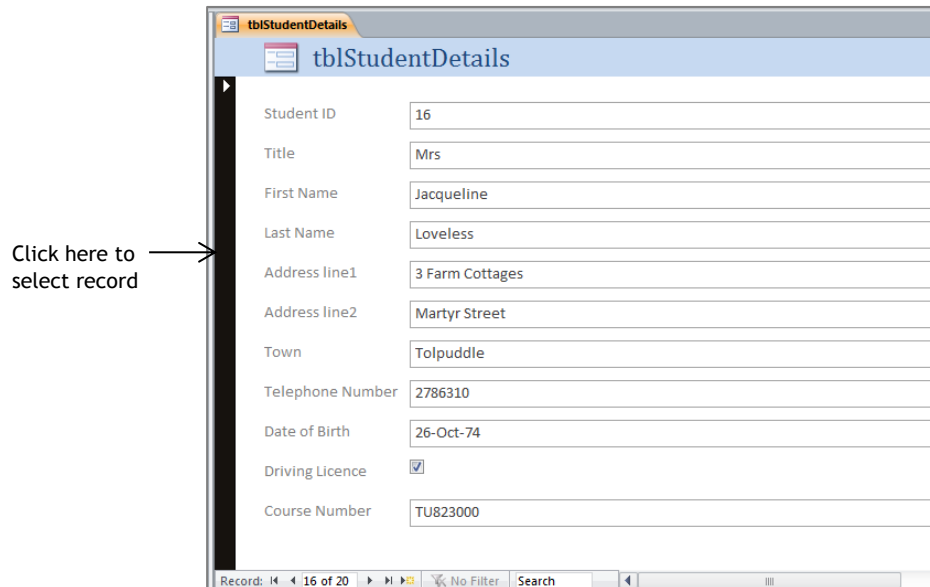 tblStudentDetails
tblStudentDetails
Student ID 16
Title Mrs
First Name Jacqueline
Last Name Loveless
Click here to
select record
Address line1 3 Farm Cottages
Address line2 Martyr Street
Town Tolpuddle
Telephone Number 2786310
Date of Birth 26-Oct-74
Driving Licence
Course Number TU823000
Record: 16 of 20 No Filter Search